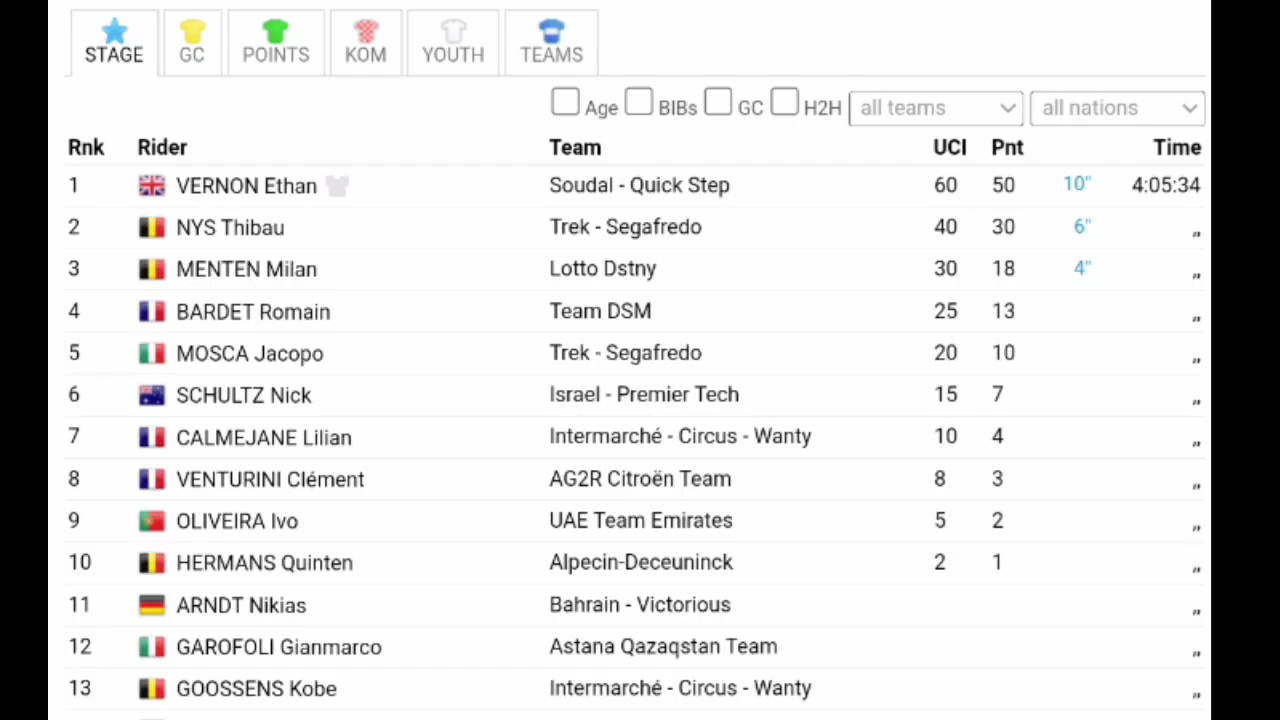 STAGE GC POINTS KOM YOUTH TEAMS
Age BIBs GC H2H all teams all nations
Rnk Rider Team UCI Pnt Time
1 VERNON Ethan Soudal - Quick Step 60 50 10" 4:05:34
2 NYS Thibau Trek - Segafredo 40 30 6" „
3 MENTEN Milan Lotto Dstny 30 18 4" „
4 BARDET Romain Team DSM 25 13 „
5 MOSCA Jacopo Trek - Segafredo 20 10 „
6 SCHULTZ Nick Israel - Premier Tech 15 7 „
7 CALMEJANE Lilian Intermarché - Circus - Wanty 10 4 „
8 VENTURINI Clément AG2R Citroën Team 8 3 „
9 OLIVEIRA Ivo UAE Team Emirates 5 2 „
10 HERMANS Quinten Alpecin-Deceuninck 2 1 „
11 ARNDT Nikias Bahrain - Victorious „
12 GAROFOLI Gianmarco Astana Qazaqstan Team „
13 GOOSSENS Kobe Intermarché - Circus - Wanty „